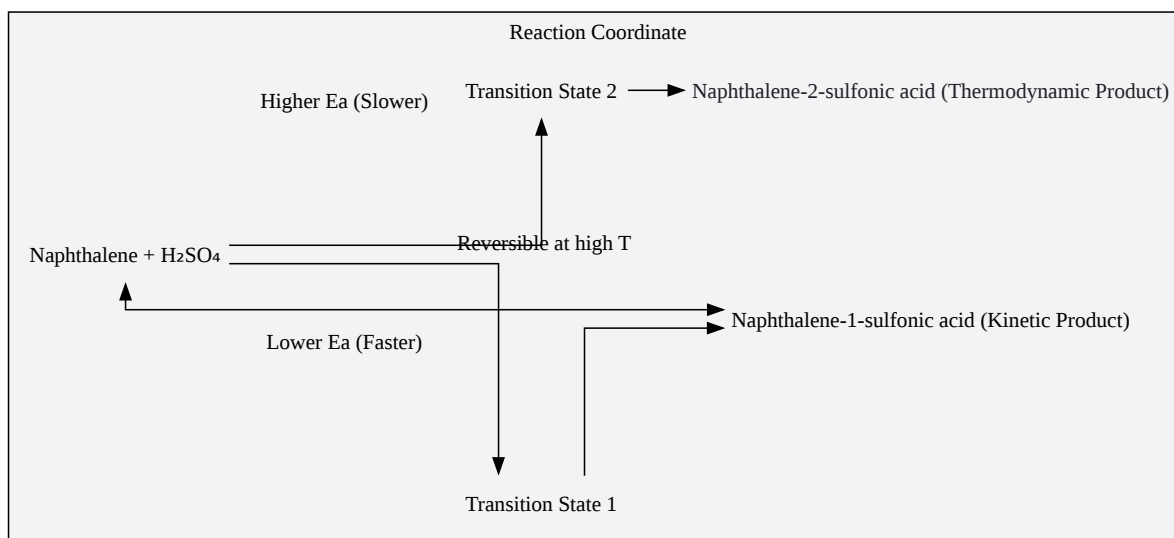 Reaction Coordinate
Higher Ea (Slower)
Transition State 2
Naphthalene-2-sulfonic acid (Thermodynamic Product)
Reversible at high T
Naphthalene + H₂SO₄
Naphthalene-1-sulfonic acid (Kinetic Product)
Lower Ea (Faster)
Transition State 1